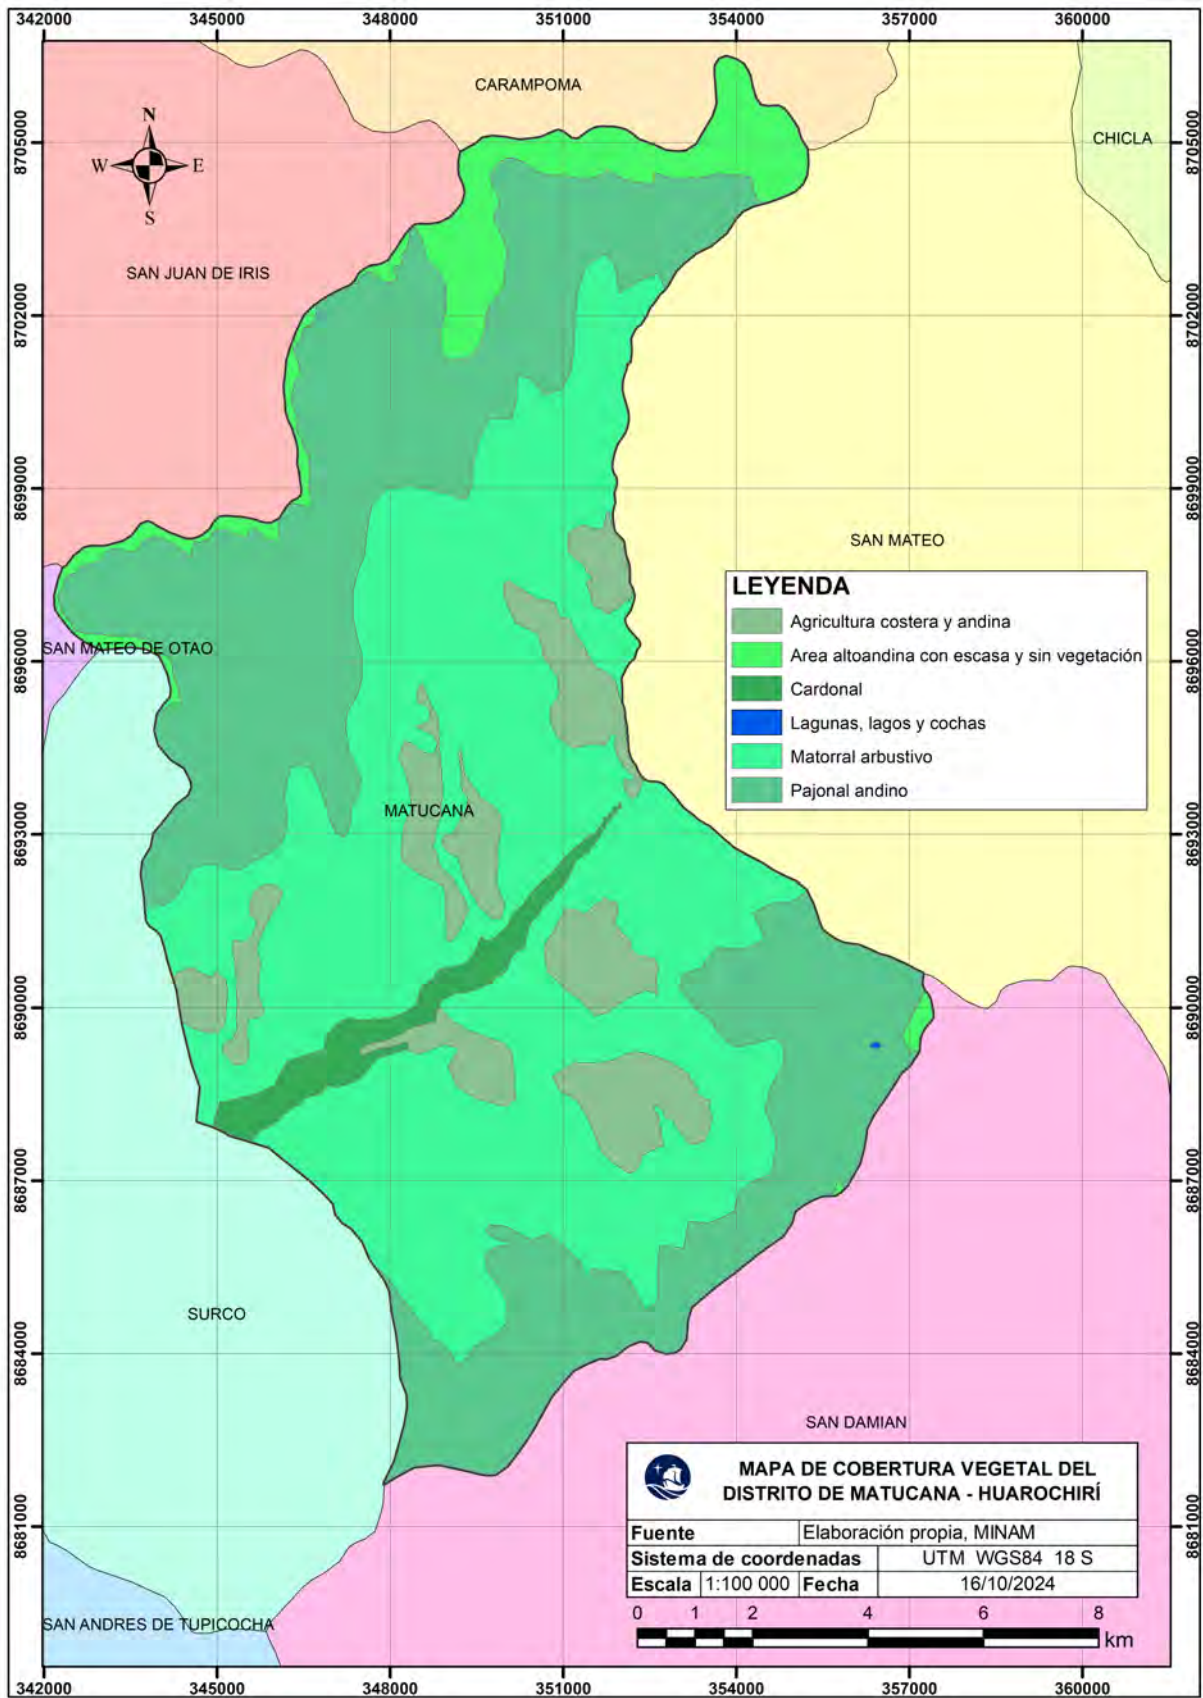 342000 345000 348000 351000 354000 357000 360000
CARAMPOMA
8705000 8705000
CHICLA
N
W E
S
SAN JUAN DE IRIS
8702000 8702000
8699000 8699000
SAN MATEO
LEYENDA
Agricultura costera y andina
Area altoandina con escasa y sin vegetación
Cardonal
Lagunas, lagos y cochas
Matorral arbustivo
Pajonal andino
SAN MATEO DE OTAO
8696000 8696000
MATUCANA
8693000 8693000
8690000 8690000
8687000 8687000
SURCO
8684000 8684000
SAN DAMIAN
MAPA DE COBERTURA VEGETAL DEL
DISTRITO DE MATUCANA - HUAROCHIRÍ
Fuente Elaboración propia, MINAM
Sistema de coordenadas UTM WGS84 18 S
Escala 1:100 000 Fecha 16/10/2024
0 1 2 4 6 8
km
8681000 8681000
SAN ANDRES DE TUPICOCHA
342000 345000 348000 351000 354000 357000 360000